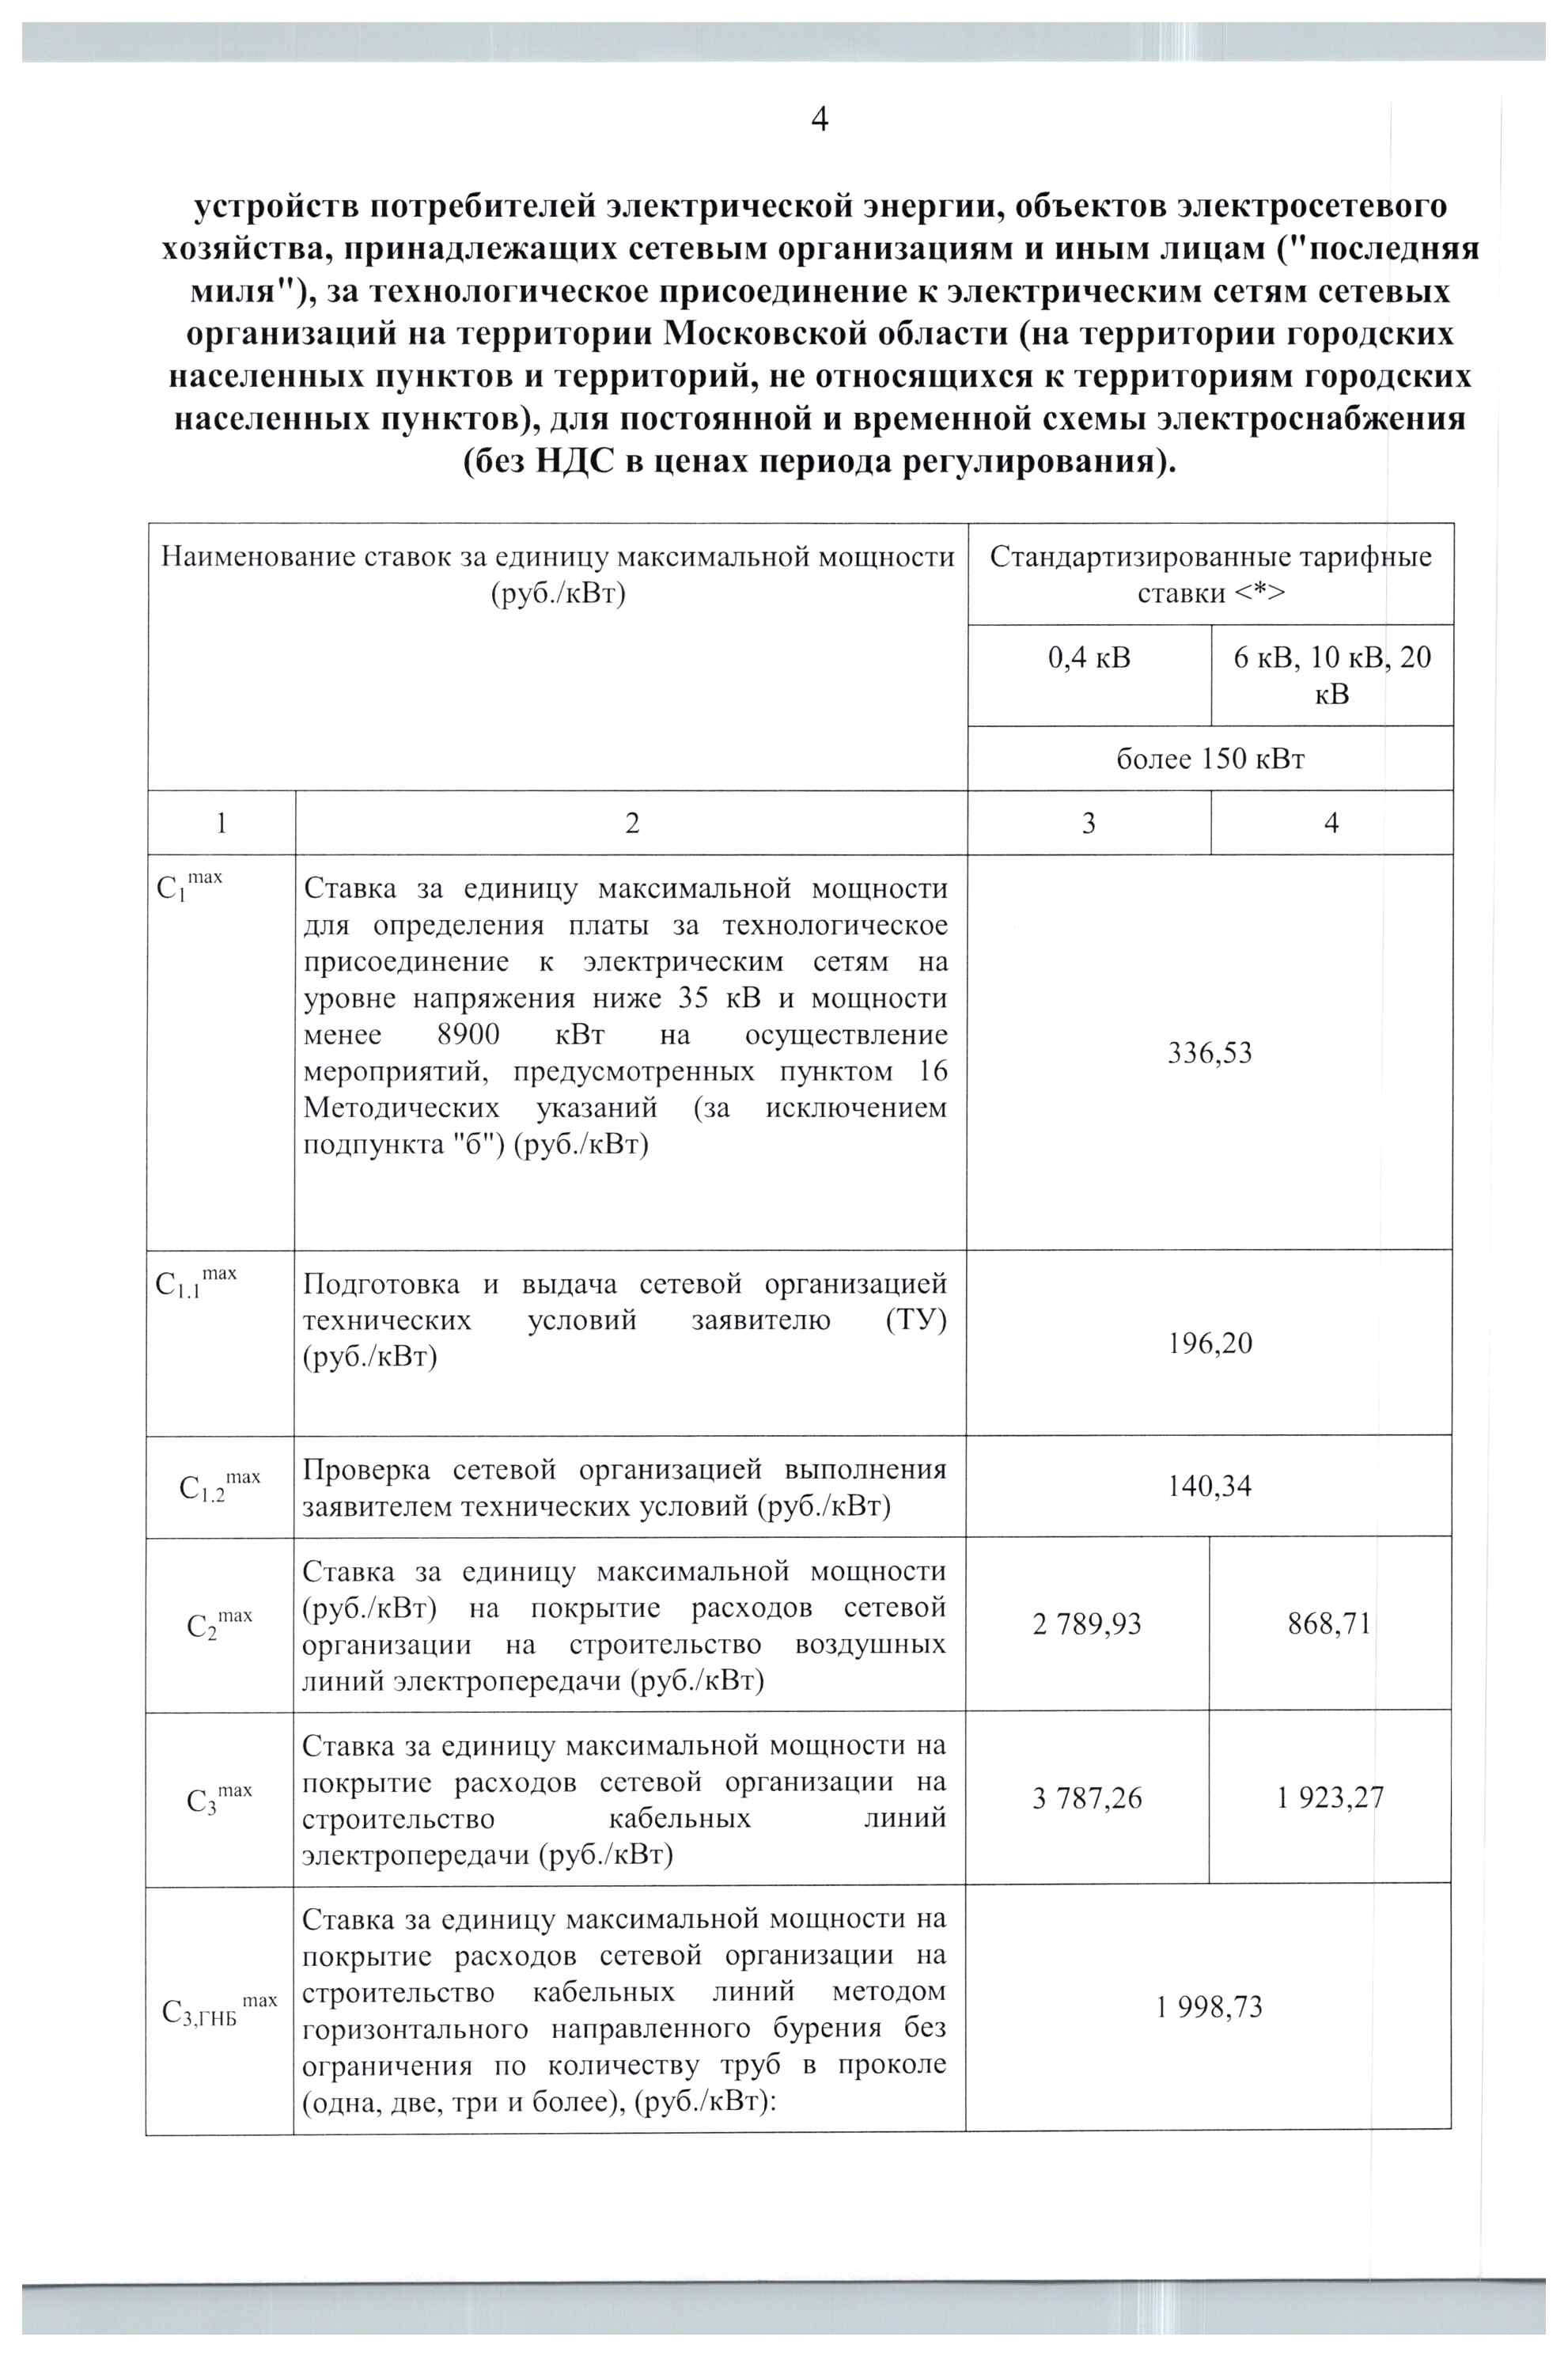 4
устройств потребителей электрической энергии, объектов электросетевого
хозяйства, принадлежащих сетевым организациям и иным лицам ("последняя
миля"), за технологическое присоединение к электрическим сетям сетевых
организаций на территории Московской области (на территории городских
населенных пунктов и территорий, не относящихся к территориям городских
населенных пунктов), для постоянной и временной схемы электроснабжения
(без НДС в ценах периода регулирования).
Наименование ставок за единицу максимальной мощности
(руб./кВт)
Стандартизированные тарифные
ставки <*>
0,4 кВ
6 кВ, 10 кВ, 20
кВ
более 150 кВт
1
2
3
4
C1max
Ставка за единицу максимальной мощности
для определения платы за технологическое
присоединение к электрическим сетям на
уровне напряжения ниже 35 кВ и мощности
менее 8900 кВт на осуществление
мероприятий, предусмотренных пунктом 16
Методических указаний (за исключением
подпункта "б") (руб./кВт)
336,53
C1.1max
Подготовка и выдача сетевой организацией
технических условий заявителю (ТУ)
(руб./кВт)
196,20
C1.2max
Проверка сетевой организацией выполнения
заявителем технических условий (руб./кВт)
140,34
C2max
Ставка за единицу максимальной мощности
(руб./кВт) на покрытие расходов сетевой
организации на строительство воздушных
линий электропередачи (руб./кВт)
2 789,93
868,71
C3max
Ставка за единицу максимальной мощности на
покрытие расходов сетевой организации на
строительство кабельных линий
электропередачи (руб./кВт)
3 787,26
1 923,27
C3,ГНБmax
Ставка за единицу максимальной мощности на
покрытие расходов сетевой организации на
строительство кабельных линий методом
горизонтального направленного бурения без
ограничения по количеству труб в проколе
(одна, две, три и более), (руб./кВт):
1 998,73